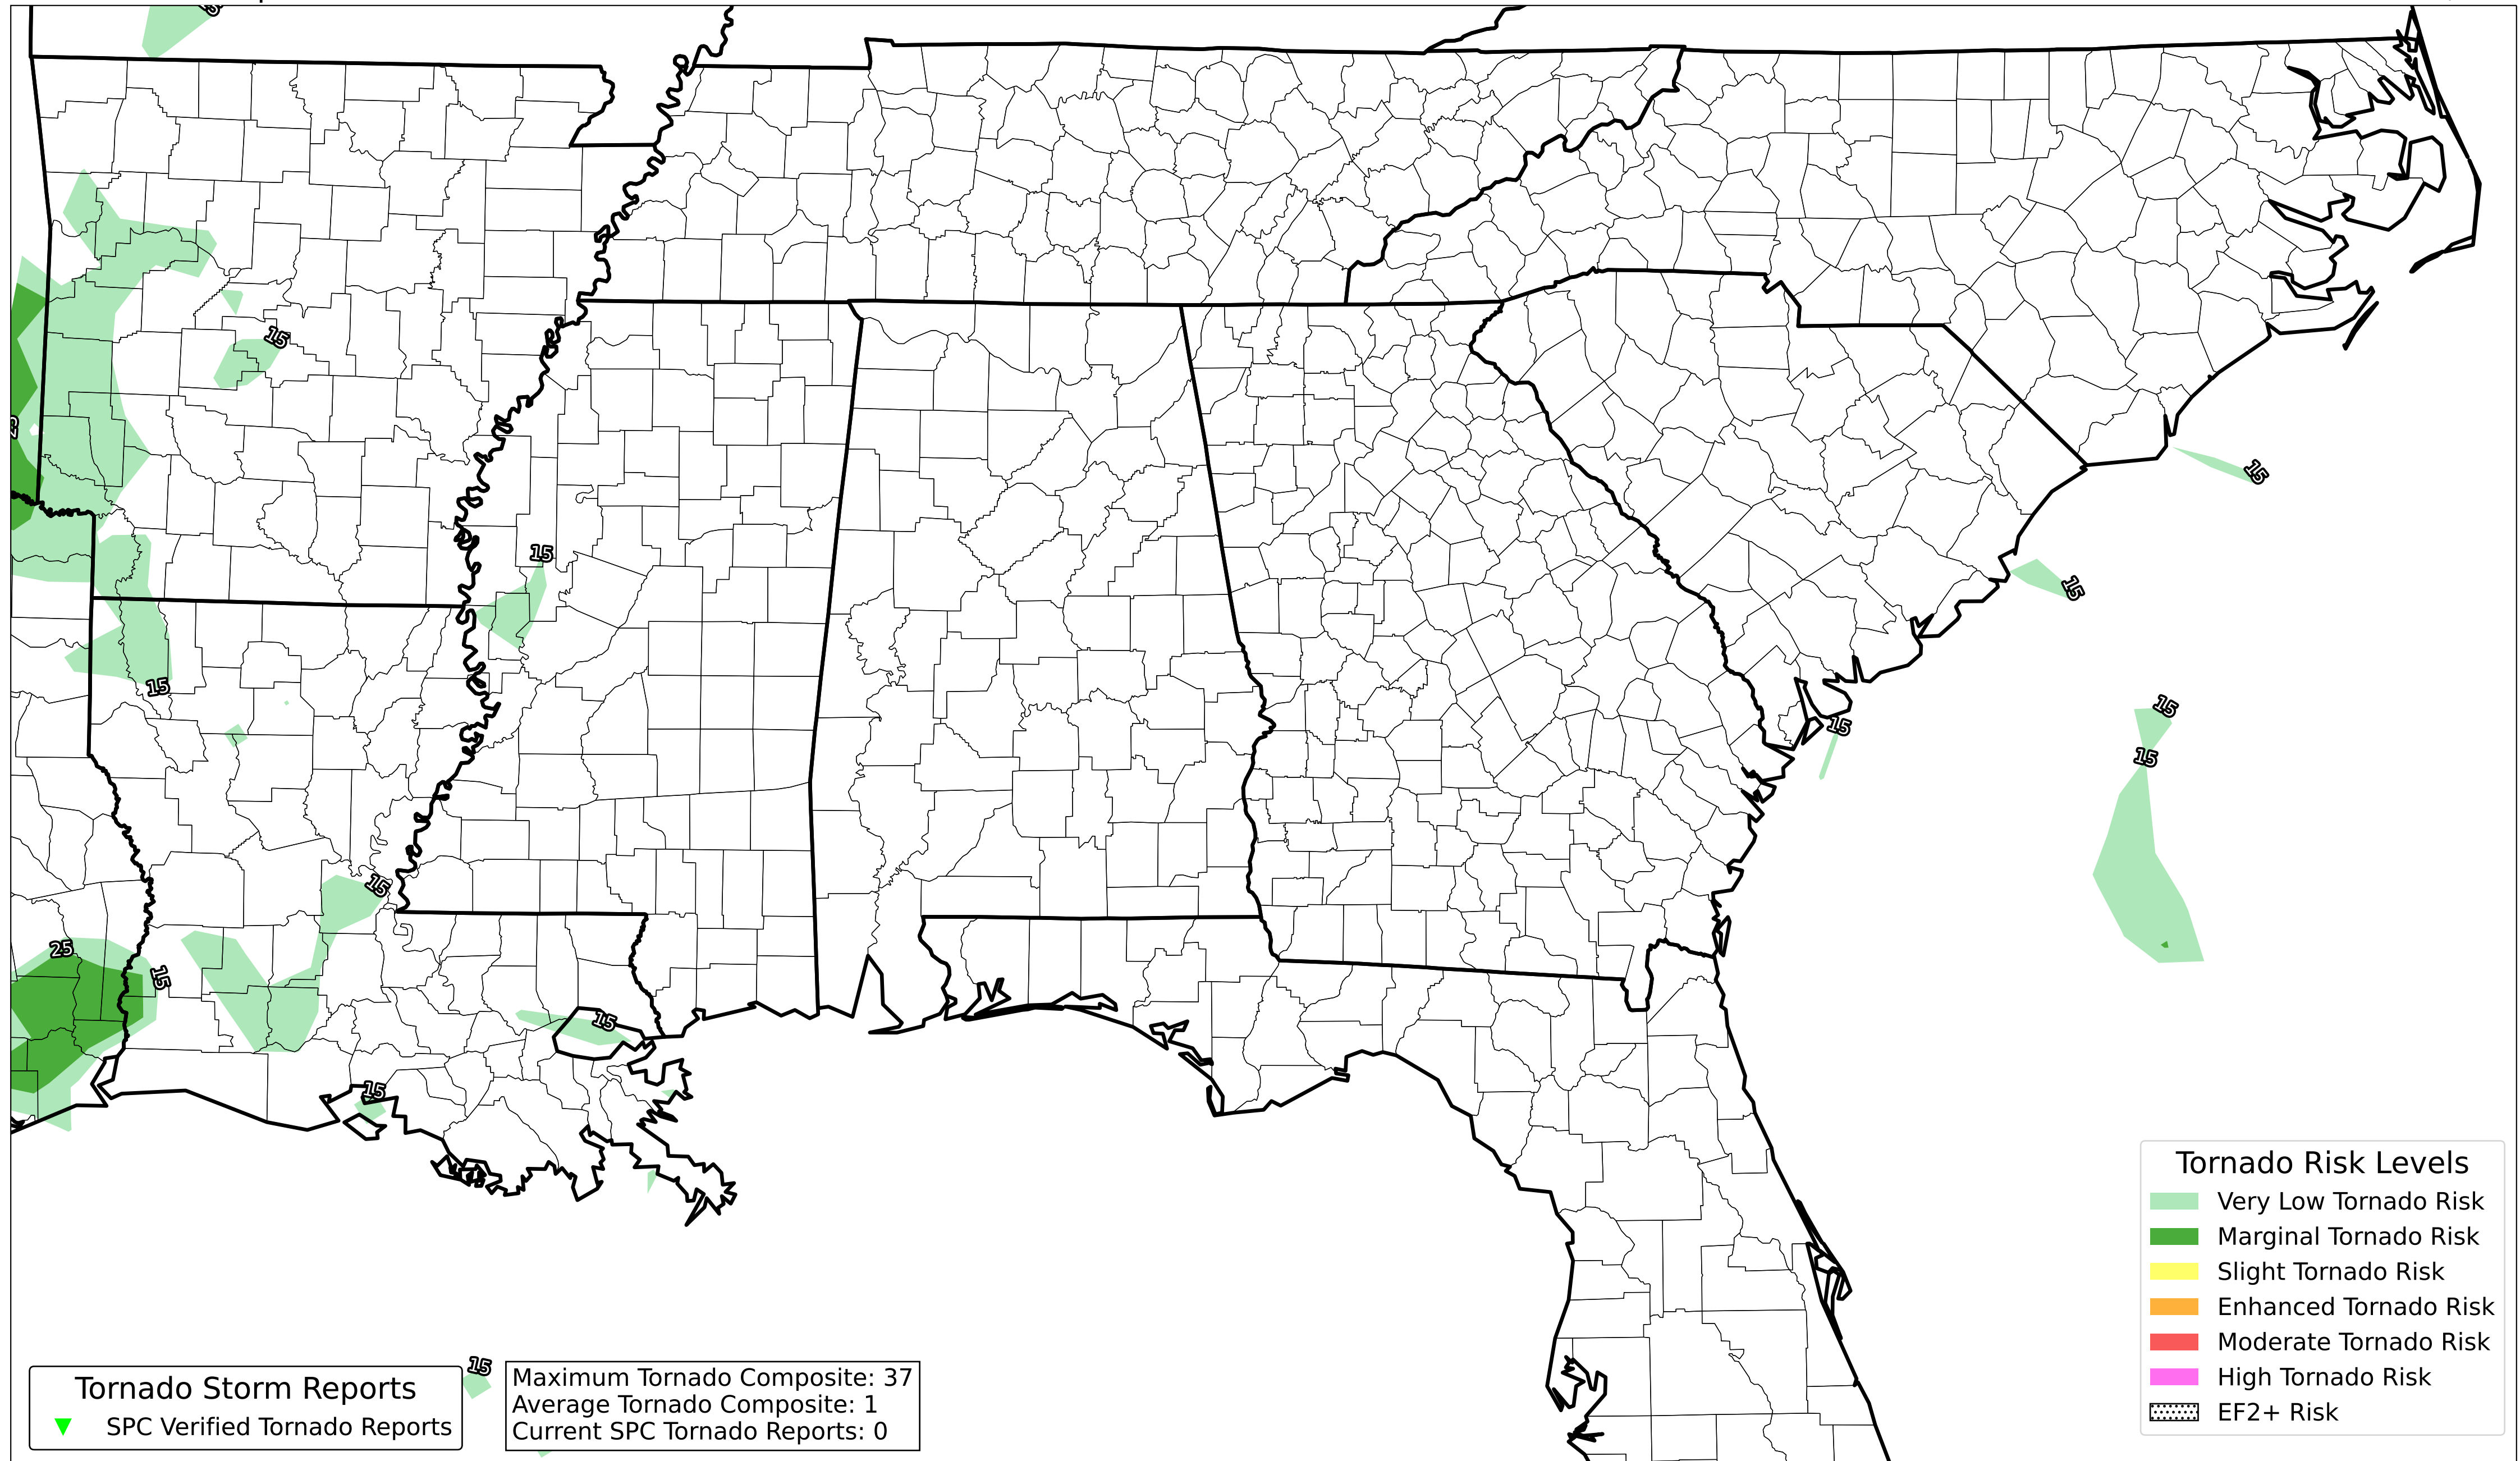 15
15
15
15
15
15
25
15
15
15
15
15
15
15
15
Tornado Risk Levels
Very Low Tornado Risk
Marginal Tornado Risk
Slight Tornado Risk
Enhanced Tornado Risk
Moderate Tornado Risk
High Tornado Risk
EF2+ Risk
Tornado Storm Reports
SPC Verified Tornado Reports
Maximum Tornado Composite: 37
Average Tornado Composite: 1
Current SPC Tornado Reports: 0